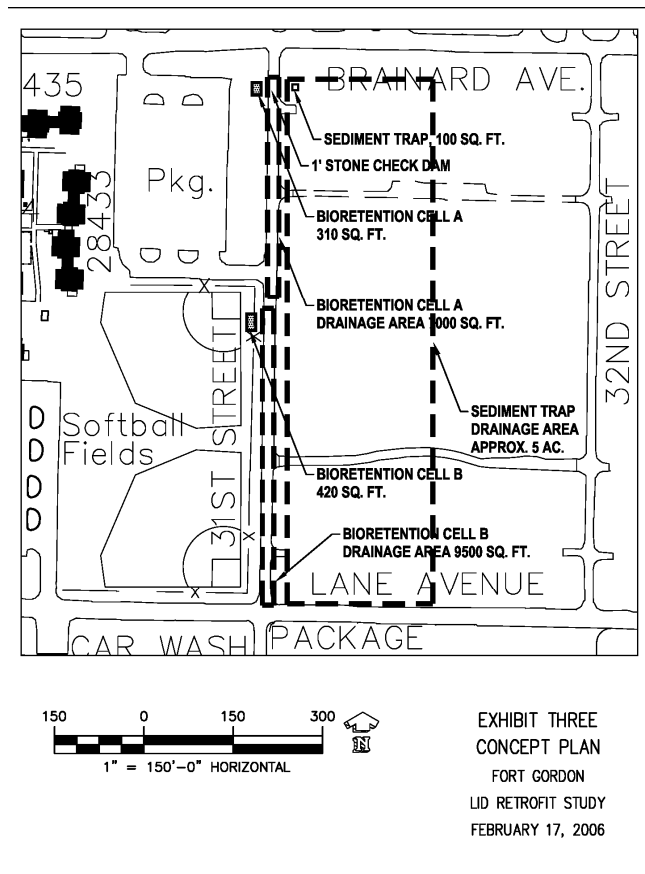 BRAINARD AVE.
435
SEDIMENT TRAP, 100 SQ. FT.
1' STONE CHECK DAM
Pkg.
28433
BIORETENTION CELL A
310 SQ. FT.
32ND STREET
BIORETENTION CELL A
DRAINAGE AREA 7000 SQ. FT.
31ST STREET
Softball
Fields
SEDIMENT TRAP
DRAINAGE AREA
APPROX. 5 AC.
BIORETENTION CELL B
420 SQ. FT.
BIORETENTION CELL B
DRAINAGE AREA 9500 SQ. FT.
LANE AVENUE
CAR WASH
PACKAGE
150 0 150 300
N
1" = 150'-0" HORIZONTAL
EXHIBIT THREE
CONCEPT PLAN
FORT GORDON
LID RETROFIT STUDY
FEBRUARY 17, 2006